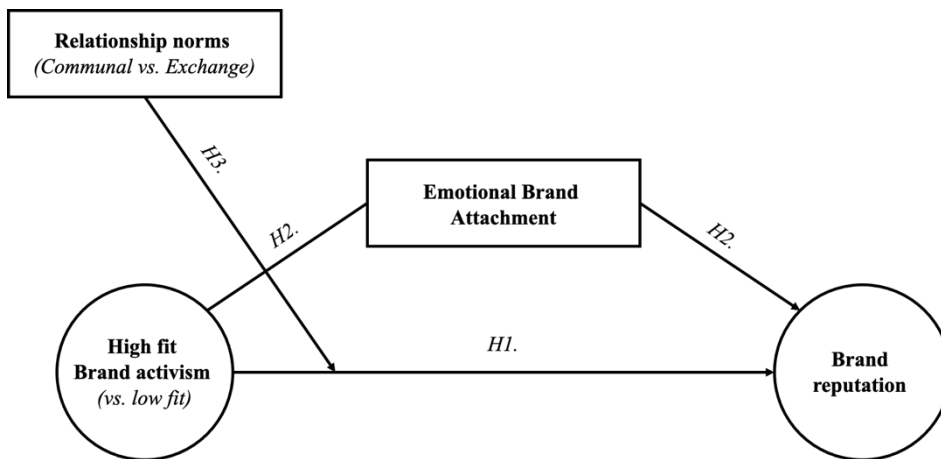 Relationship norms
(Communal vs. Exchange)
H3.
Emotional Brand
Attachment
H2.
H2.
H1.
High fit
Brand activism
(vs. low fit)
Brand
reputation